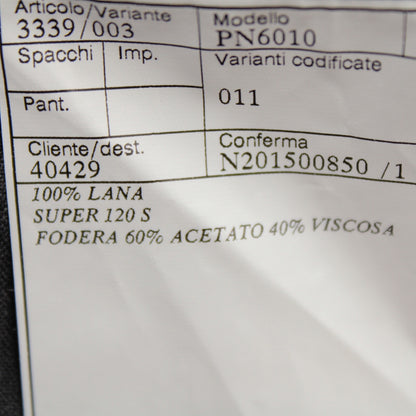 Articolo/Variante Modello
3339/003 PN6010
Spacchi Imp. Varianti codificate
Pant. 011
Cliente/dest. Conferma
40429 N201500850 /1
100% LANA
SUPER 120 S
FODERA 60% ACETATO 40% VISCOSA